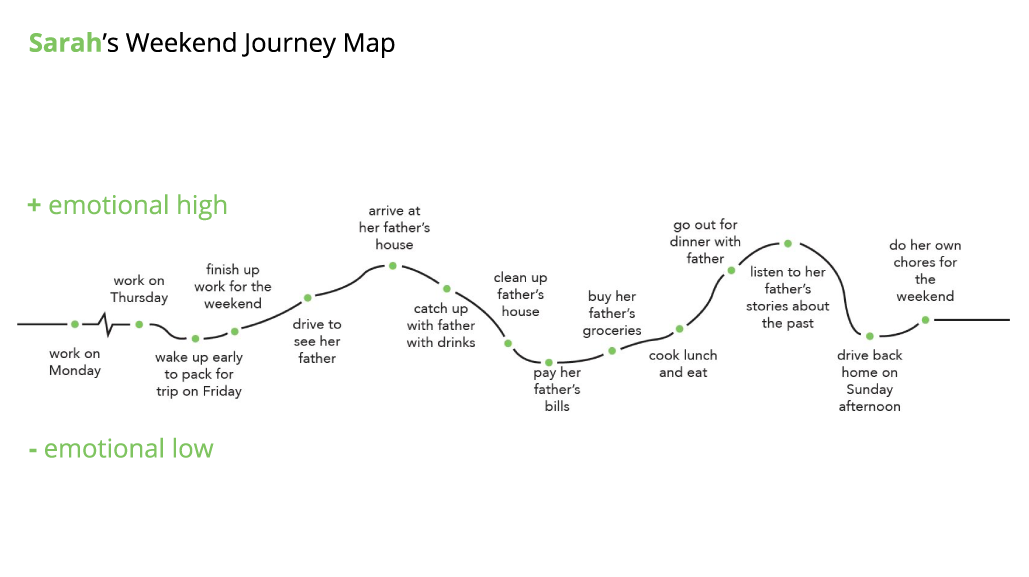 Sarah’s Weekend Journey Map
+ emotional high
work on
Monday
work on
Thursday
wake up early
to pack for
trip on Friday
finish up
work for the
weekend
drive to
see her
father
arrive at
her father’s
house
catch up
with father
with drinks
clean up
father’s
house
pay her
father’s
bills
buy her
father’s
groceries
cook lunch
and eat
go out for
dinner with
father
listen to her
father’s
stories about
the past
drive back
home on
Sunday
afternoon
do her own
chores for
the
weekend
- emotional low